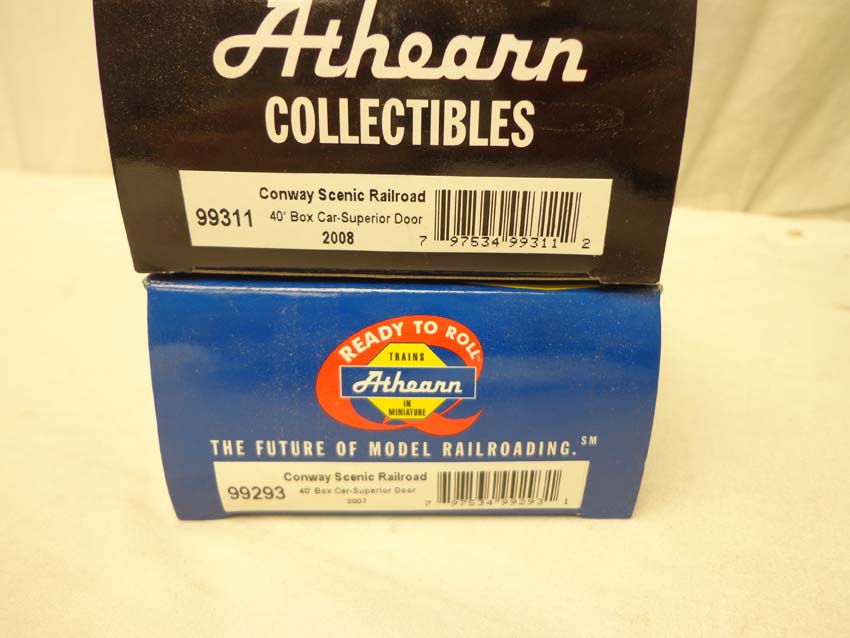 Athearn
COLLECTIBLES
99311
Conway Scenic Railroad
40' Box Car-Superior Door
2008
7 97534 99311 2
READY TO ROLL
TRAINS
Athearn
IN
MINIATURE
THE FUTURE OF MODEL RAILROADING.℠
99293
Conway Scenic Railroad
40' Box Car-Superior Door
2007
7 97534 99293 1